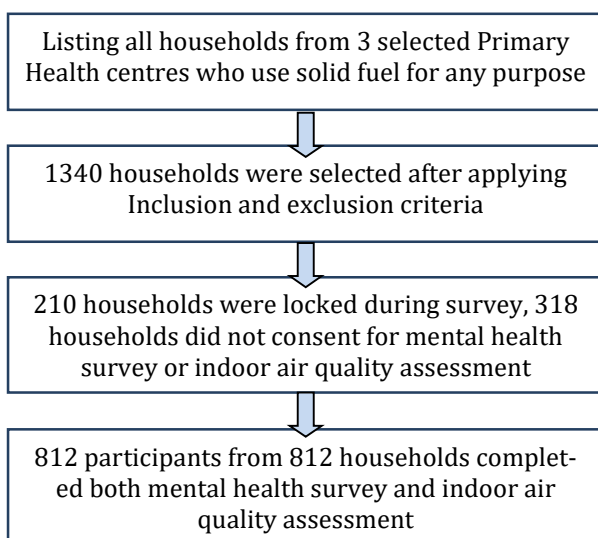 Listing all households from 3 selected Primary
Health centres who use solid fuel for any purpose
1340 households were selected after applying
Inclusion and exclusion criteria
210 households were locked during survey, 318
households did not consent for mental health
survey or indoor air quality assessment
812 participants from 812 households complet-
ed both mental health survey and indoor air
quality assessment